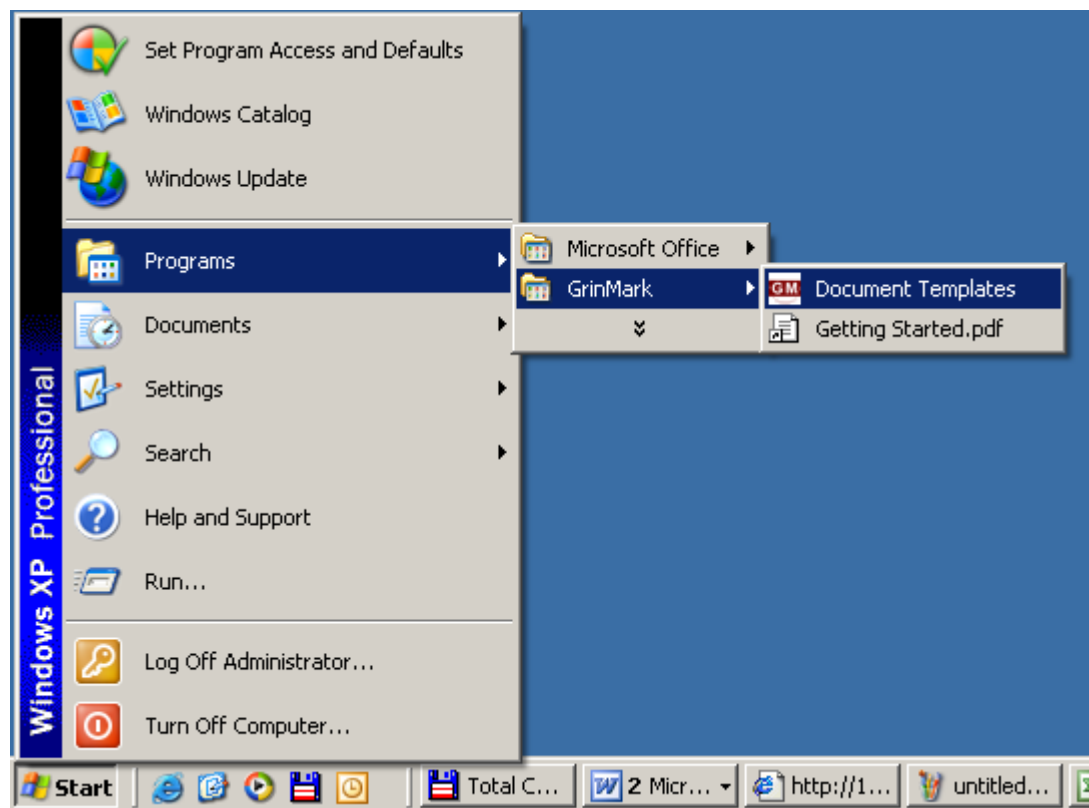 Set Program Access and Defaults
Windows Catalog
Windows Update
Programs
Documents
Settings
Search
Help and Support
Run...
Log Off Administrator...
Turn Off Computer...
Windows XP Professional
Microsoft Office
GrinMark
GM Document Templates
Getting Started.pdf
Start
Total C...
2 Micr...
http://1...
untitled...